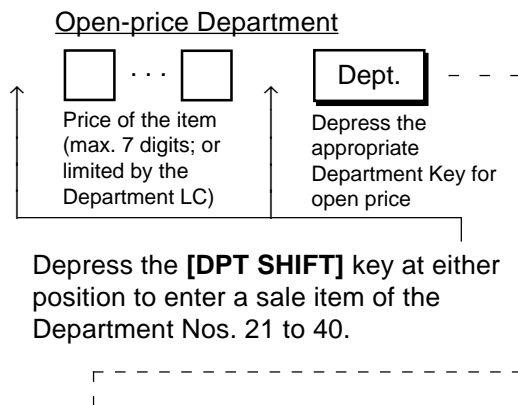 Open-price Department
. . .
Dept.
Price of the item
(max. 7 digits; or
limited by the
Department LC)
Depress the
appropriate
Department Key for
open price
Depress the [DPT SHIFT] key at either
position to enter a sale item of the
Department Nos. 21 to 40.